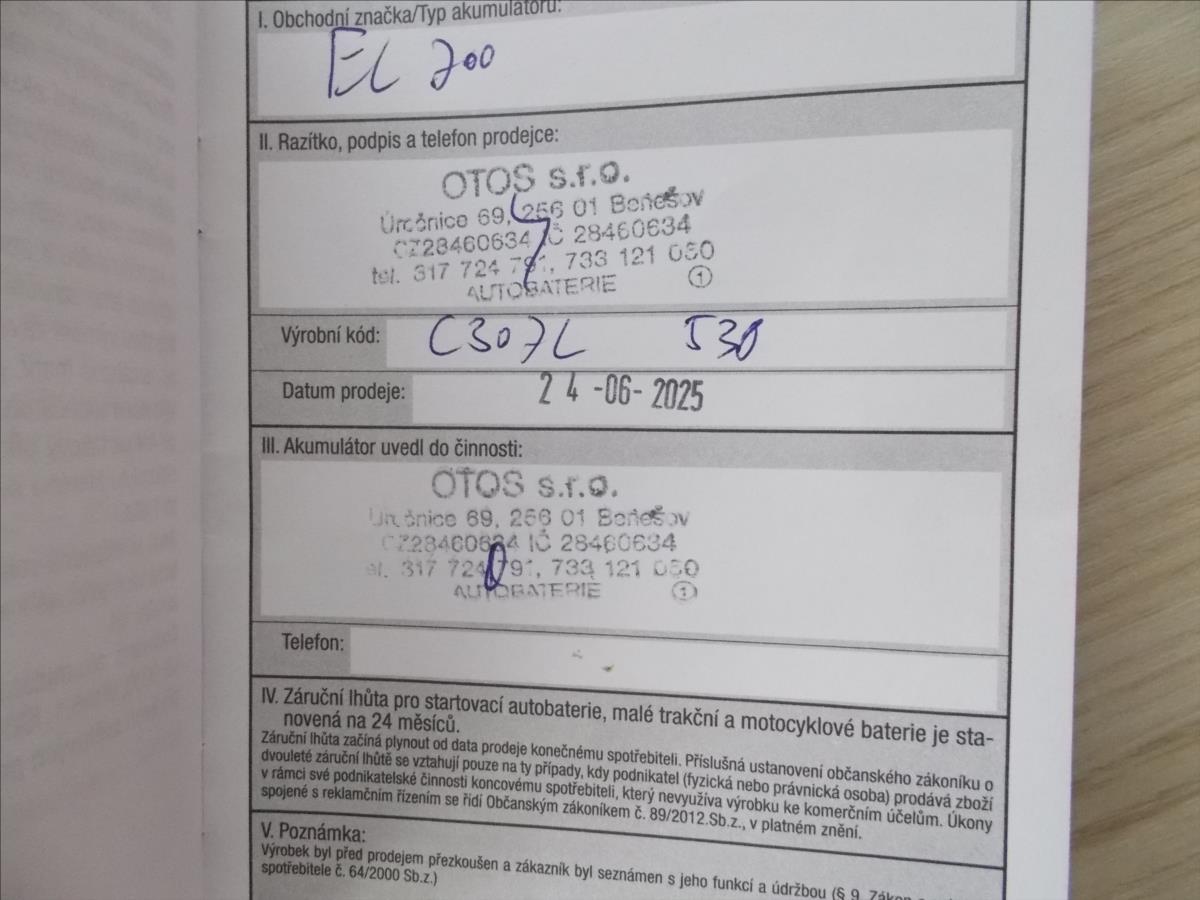 I. Obchodní značka/Typ akumulátoru:
EL 700
II. Razítko, podpis a telefon prodejce:
OTOS s.r.o.
Úročnice 69, 256 01 Benešov
CZ28460634 IČ 28460634
tel. 317 724 791, 733 121 030
AUTOBATERIE 1
Výrobní kód: C307L 530
Datum prodeje: 24 -06- 2025
III. Akumulátor uvedl do činnosti:
OTOS s.r.o.
Úročnice 69, 256 01 Benešov
CZ28460634 IČ 28460634
tel. 317 724 791, 733 121 030
AUTOBATERIE 1
Telefon:
IV. Záruční lhůta pro startovací autobaterie, malé trakční a motocyklové baterie je sta-
novená na 24 měsíců.
Záruční lhůta začíná plynout od data prodeje konečnému spotřebiteli. Příslušná ustanovení občanského zákoníku o
dvouleté záruční lhůtě se vztahují pouze na ty případy, kdy podnikatel (fyzická nebo právnická osoba) prodává zboží
v rámci své podnikatelské činnosti koncovému spotřebiteli, který nevyužíva výrobku ke komerčním účelům. Úkony
spojené s reklamčním řízením se řídí Občanským zákoníkem č. 89/2012.Sb.z., v platném znění.
V. Poznámka:
Výrobek byl před prodejem přezkoušen a zákazník byl seznámen s jeho funkcí a údržbou (§ 9, Zákon
spotřebitele č. 64/2000 Sb.z.)